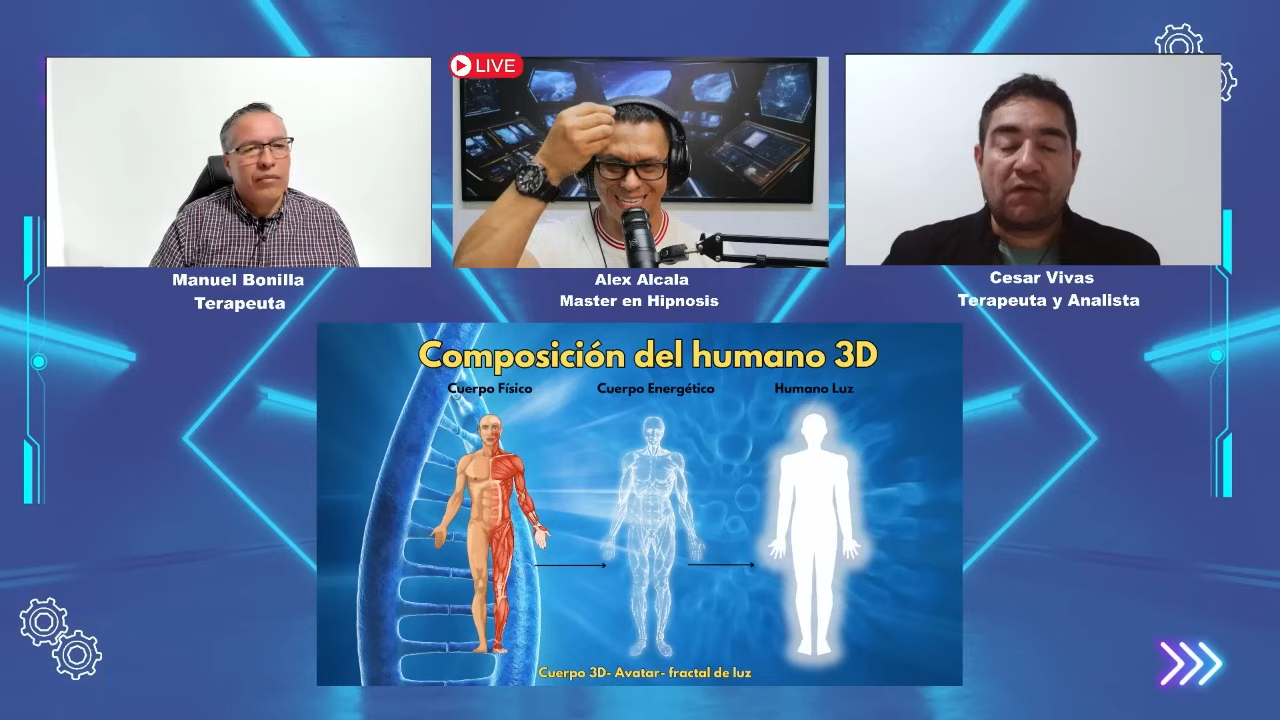 LIVE
Manuel Bonilla
Terapeuta
Alex Alcala
Master en Hipnosis
Cesar Vivas
Terapeuta y Analista
Composición del humano 3D
Cuerpo Físico
Cuerpo Energético
Humano Luz
Cuerpo 3D- Avatar- fractal de luz